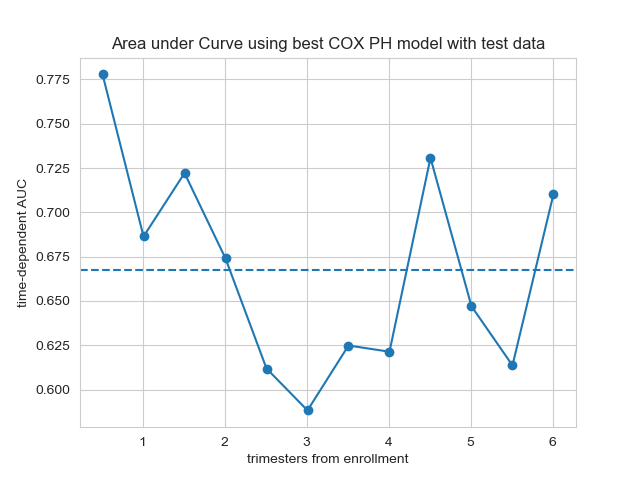 Area under Curve using best COX PH model with test data
time-dependent AUC
0.775
0.750
0.725
0.700
0.675
0.650
0.625
0.600
1 2 3 4 5 6
trimesters from enrollment